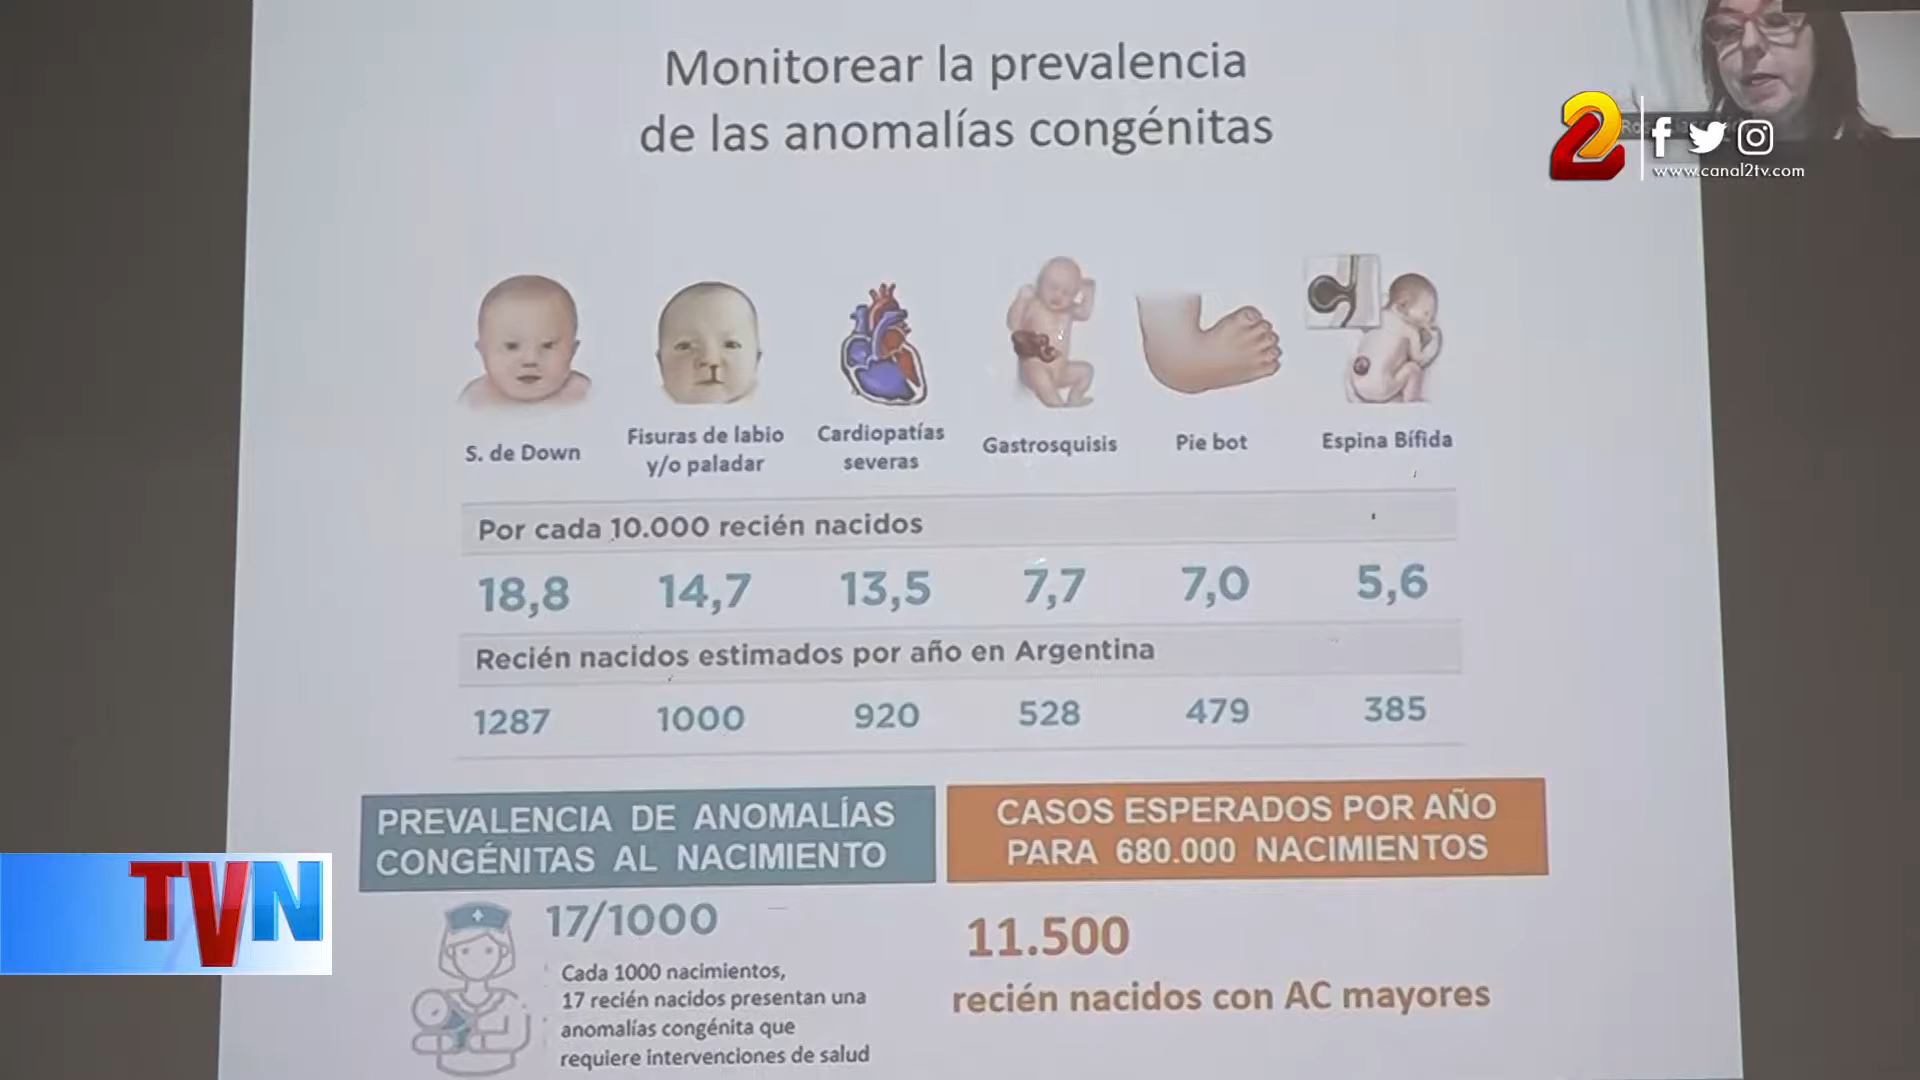 Monitorear la prevalencia
de las anomalías congénitas
2
www.canal2tv.com
S. de Down
Fisuras de labio
y/o paladar
Cardiopatías
severas
Gastrosquisis
Pie bot
Espina Bífida
Por cada 10.000 recién nacidos
18,8 14,7 13,5 7,7 7,0 5,6
Recién nacidos estimados por año en Argentina
1287 1000 920 528 479 385
PREVALENCIA DE ANOMALÍAS
CONGÉNITAS AL NACIMIENTO
CASOS ESPERADOS POR AÑO
PARA 680.000 NACIMIENTOS
TVN
17/1000
Cada 1000 nacimientos,
17 recién nacidos presentan una
anomalías congénita que
requiere intervenciones de salud
11.500
recién nacidos con AC mayores